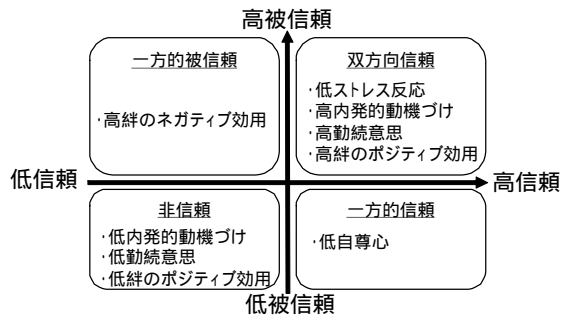 高被信頼
一方的被信頼
・高絆のネガティブ効用
双方向信頼
・低ストレス反応
・高内発的動機づけ
・高勤続意思
・高絆のポジティブ効用
低信頼
高信頼
非信頼
・低内発的動機づけ
・低勤続意思
・低絆のポジティブ効用
一方的信頼
・低自尊心
低被信頼